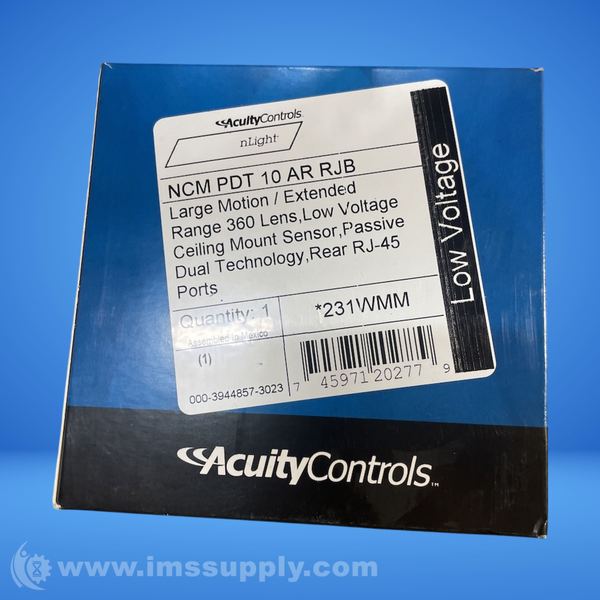 AcuityControls
nLight
NCM PDT 10 AR RJB
Large Motion / Extended
Range 360 Lens,Low Voltage
Ceiling Mount Sensor,Passive
Dual Technology,Rear RJ-45
Ports
Low Voltage
Quantity: 1
*231WMM
Assembled in Mexico
(1)
000-3944857-3023
7 45971 20277 9
AcuityControls™
www.imssupply.com